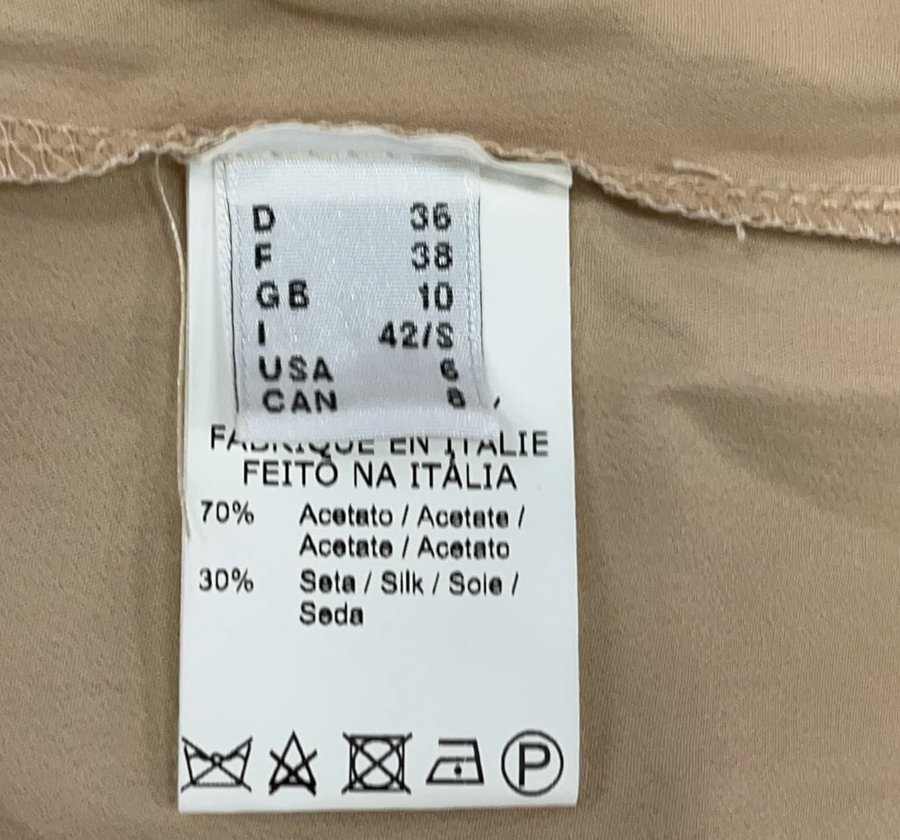 D 36
F 38
GB 10
I 42/S
USA 6
CAN 8
FABRIQUE EN ITALIE
FEITO NA ITÁLIA
70% Acetato / Acetate /
Acetate / Acetato
30% Seta / Silk / Soie /
Seda
P